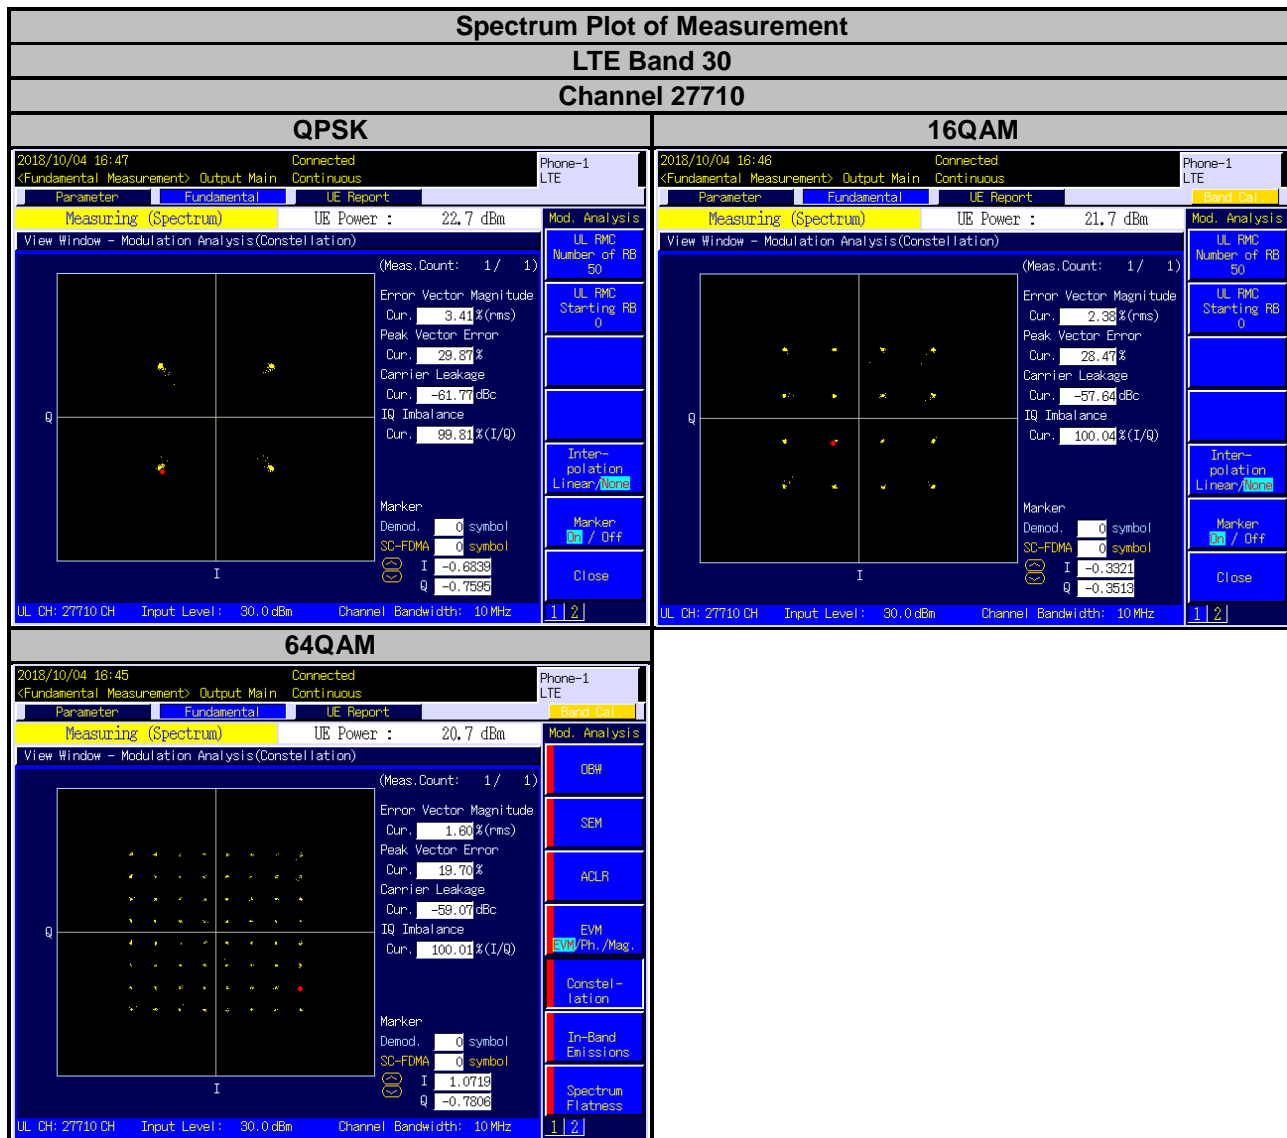 Spectrum Plot of Measurement
LTE Band 30
Channel 27710
QPSK
2018/10/04 16:47 Connected
<Fundamental Measurement> Output Main Continuous
Phone-1
LTE
Parameter Fundamental UE Report
Measuring (Spectrum) UE Power : 22.7 dBm
Mod. Analysis
View Window - Modulation Analysis(Constellation)
(Meas.Count: 1/ 1)
Error Vector Magnitude
Cur. 3.41 %(rms)
Peak Vector Error
Cur. 29.87 %
Carrier Leakage
Cur. -61.77 dBc
IQ Imbalance
Cur. 99.81 %(I/Q)
Q
I
Marker
Demod. 0 symbol
SC-FDMA 0 symbol
I -0.6839
Q -0.7595
UL RMC
Number of RB
50
UL RMC
Starting RB
0
Inter-
polation
Linear/None
Marker
On / Off
Close
UL CH: 27710 CH Input Level: 30.0 dBm Channel Bandwidth: 10 MHz
1 2
16QAM
2018/10/04 16:46 Connected
<Fundamental Measurement> Output Main Continuous
Phone-1
LTE
Parameter Fundamental UE Report
Band Cal.
Measuring (Spectrum) UE Power : 21.7 dBm
Mod. Analysis
View Window - Modulation Analysis(Constellation)
(Meas.Count: 1/ 1)
Error Vector Magnitude
Cur. 2.38 %(rms)
Peak Vector Error
Cur. 28.47 %
Carrier Leakage
Cur. -57.64 dBc
IQ Imbalance
Cur. 100.04 %(I/Q)
Q
I
Marker
Demod. 0 symbol
SC-FDMA 0 symbol
I -0.3321
Q -0.3513
UL RMC
Number of RB
50
UL RMC
Starting RB
0
Inter-
polation
Linear/None
Marker
On / Off
Close
UL CH: 27710 CH Input Level: 30.0 dBm Channel Bandwidth: 10 MHz
1 2
64QAM
2018/10/04 16:45 Connected
<Fundamental Measurement> Output Main Continuous
Phone-1
LTE
Parameter Fundamental UE Report
Band Cal.
Measuring (Spectrum) UE Power : 20.7 dBm
Mod. Analysis
View Window - Modulation Analysis(Constellation)
(Meas.Count: 1/ 1)
Error Vector Magnitude
Cur. 1.60 %(rms)
Peak Vector Error
Cur. 19.70 %
Carrier Leakage
Cur. -59.07 dBc
IQ Imbalance
Cur. 100.01 %(I/Q)
Q
I
Marker
Demod. 0 symbol
SC-FDMA 0 symbol
I 1.0719
Q -0.7806
OBW
SEM
ACLR
EVM
EVM/Ph./Mag.
Constel-
lation
In-Band
Emissions
Spectrum
Flatness
UL CH: 27710 CH Input Level: 30.0 dBm Channel Bandwidth: 10 MHz
1 2